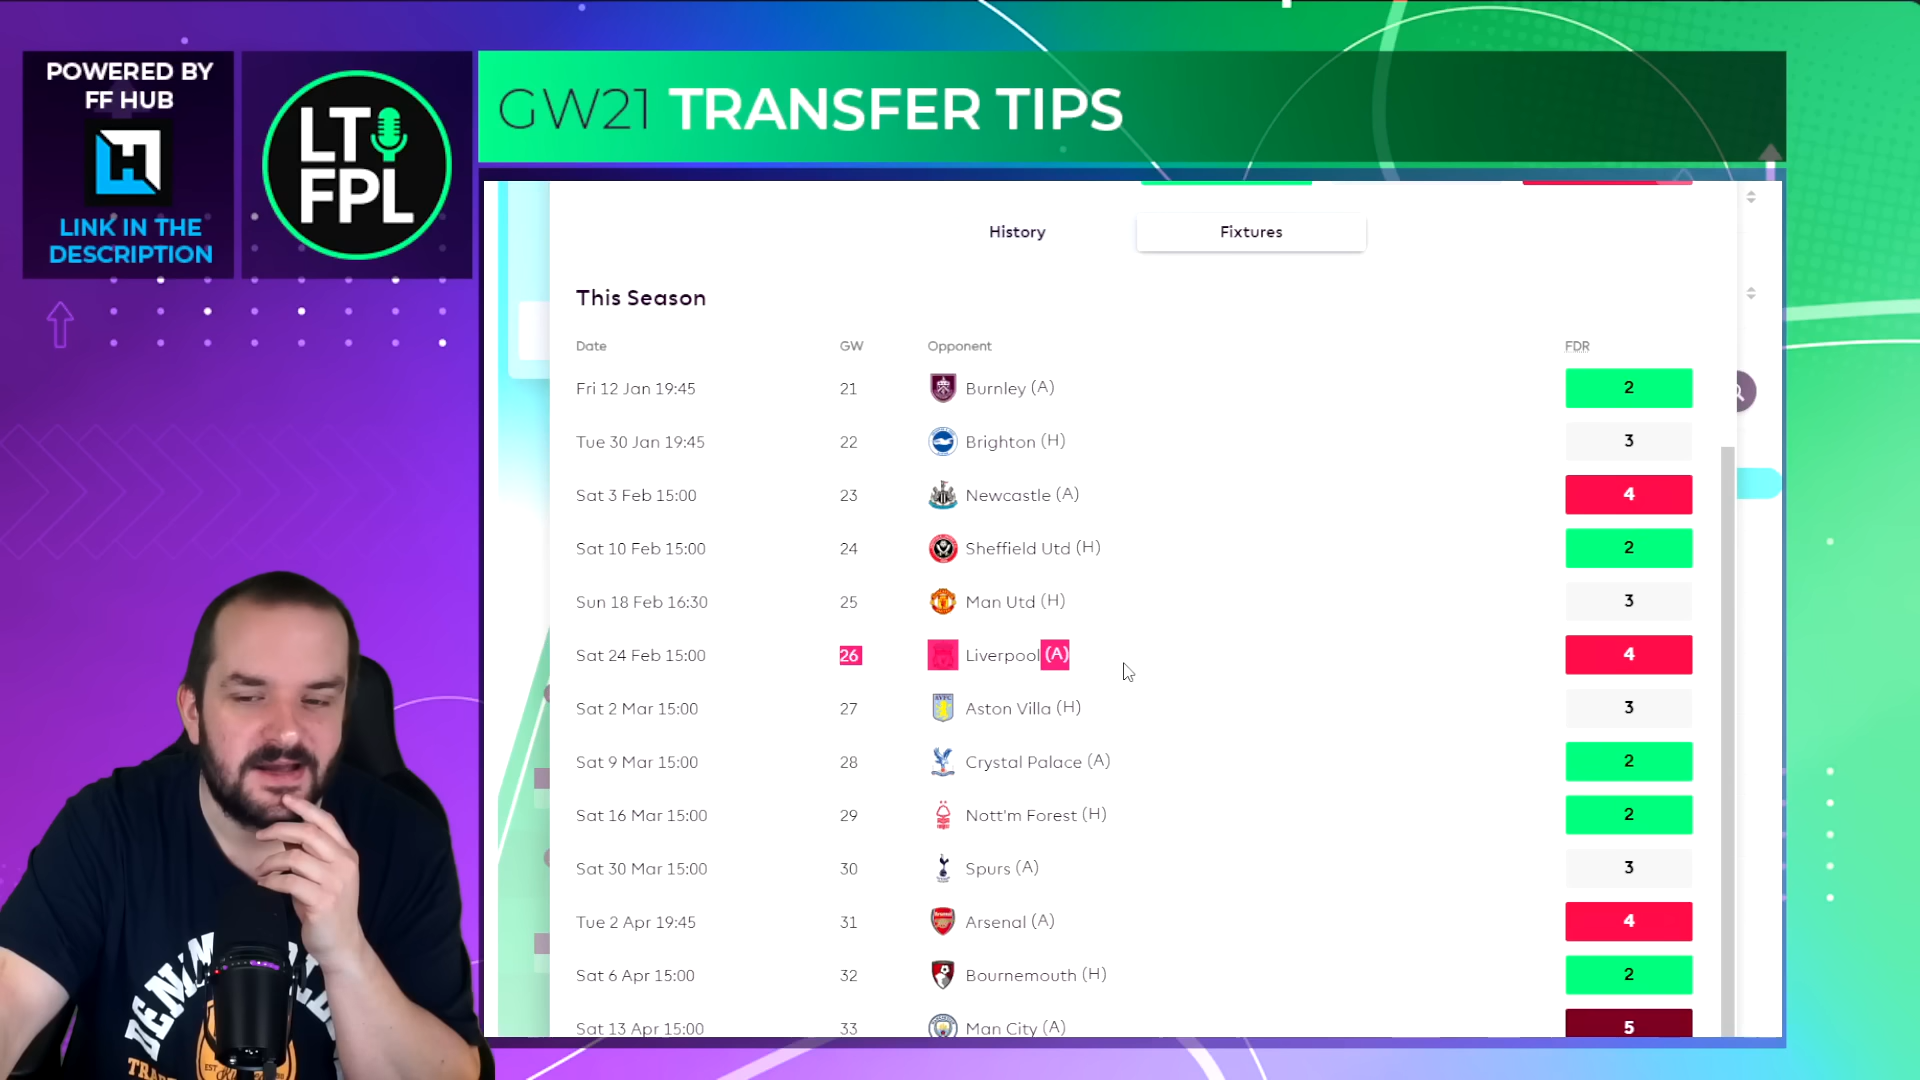 POWERED BY
FF HUB
LINK IN THE
DESCRIPTION
LT
FPL
GW21 TRANSFER TIPS
History Fixtures
This Season
Date GW Opponent FDR
Fri 12 Jan 19:45 21 Burnley (A) 2
Tue 30 Jan 19:45 22 Brighton (H) 3
Sat 3 Feb 15:00 23 Newcastle (A) 4
Sat 10 Feb 15:00 24 Sheffield Utd (H) 2
Sun 18 Feb 16:30 25 Man Utd (H) 3
Sat 24 Feb 15:00 26 Liverpool (A) 4
Sat 2 Mar 15:00 27 Aston Villa (H) 3
Sat 9 Mar 15:00 28 Crystal Palace (A) 2
Sat 16 Mar 15:00 29 Nott'm Forest (H) 2
Sat 30 Mar 15:00 30 Spurs (A) 3
Tue 2 Apr 19:45 31 Arsenal (A) 4
Sat 6 Apr 15:00 32 Bournemouth (H) 2
Sat 13 Apr 15:00 33 Man City (A) 5